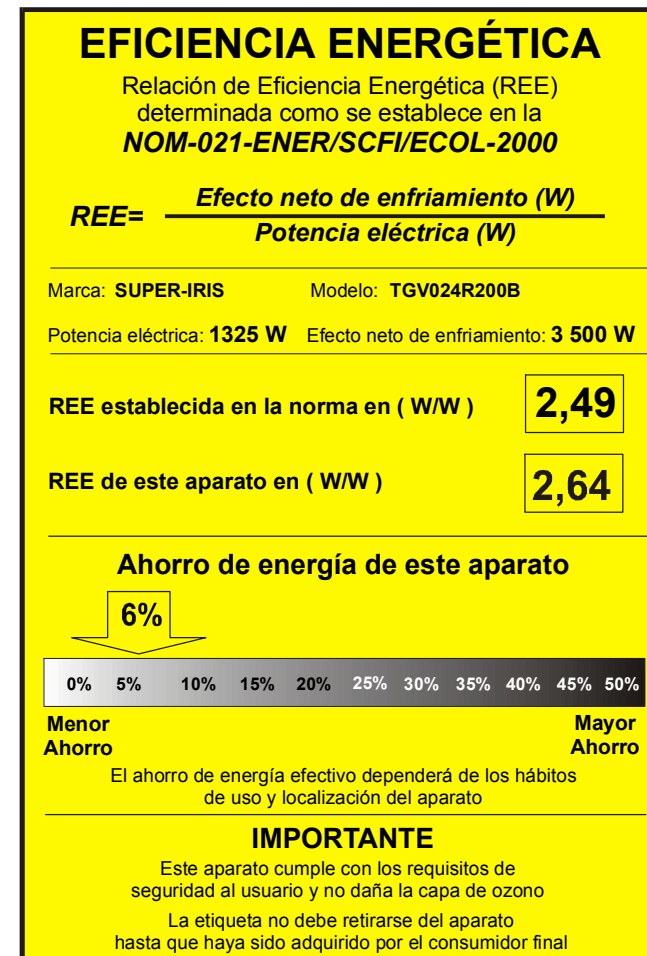 EFICIENCIA ENERGÉTICA
Relación de Eficiencia Energética (REE)
determinada como se establece en la
NOM-021-ENER/SCFI/ECOL-2000
REE= Efecto neto de enfriamiento (W)
Potencia eléctrica (W)
Marca: SUPER-IRIS Modelo: TGV024R200B
Potencia eléctrica: 1325 W Efecto neto de enfriamiento: 3 500 W
REE establecida en la norma en ( W/W ) 2,49
REE de este aparato en ( W/W ) 2,64
Ahorro de energía de este aparato
6%
0% 5% 10% 15% 20% 25% 30% 35% 40% 45% 50%
Menor Mayor
Ahorro Ahorro
El ahorro de energía efectivo dependerá de los hábitos
de uso y localización del aparato
IMPORTANTE
Este aparato cumple con los requisitos de
seguridad al usuario y no daña la capa de ozono
La etiqueta no debe retirarse del aparato
hasta que haya sido adquirido por el consumidor final